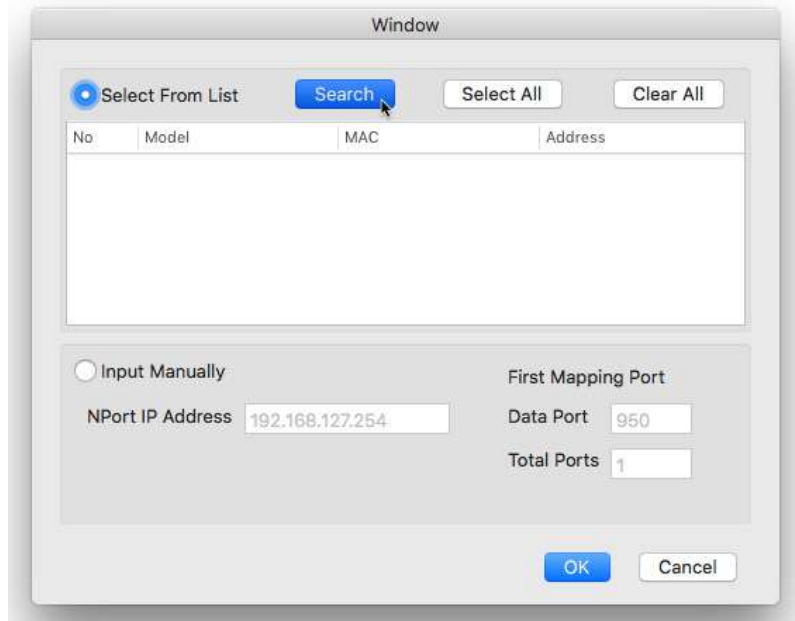 Window
Select From List Search Select All Clear All
No Model MAC Address
Input Manually
First Mapping Port
NPort IP Address 192.168.127.254 Data Port 950
Total Ports 1
OK Cancel